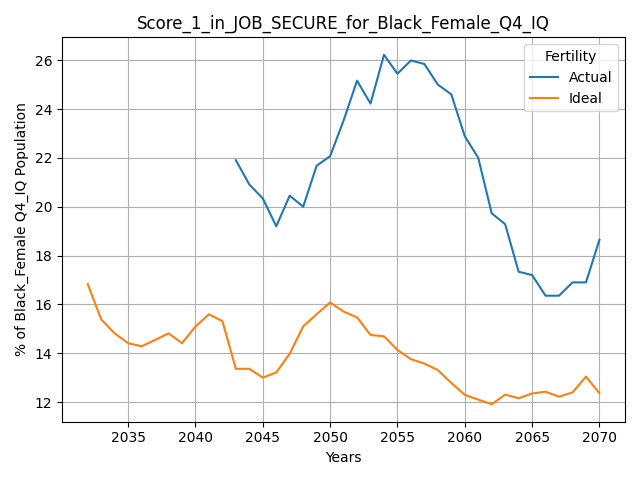 Score_1_in_JOB_SECURE_for_Black_Female_Q4_IQ
% of Black_Female Q4_IQ Population
26
24
22
20
18
16
14
12
Fertility
Actual
Ideal
2035 2040 2045 2050 2055 2060 2065 2070
Years